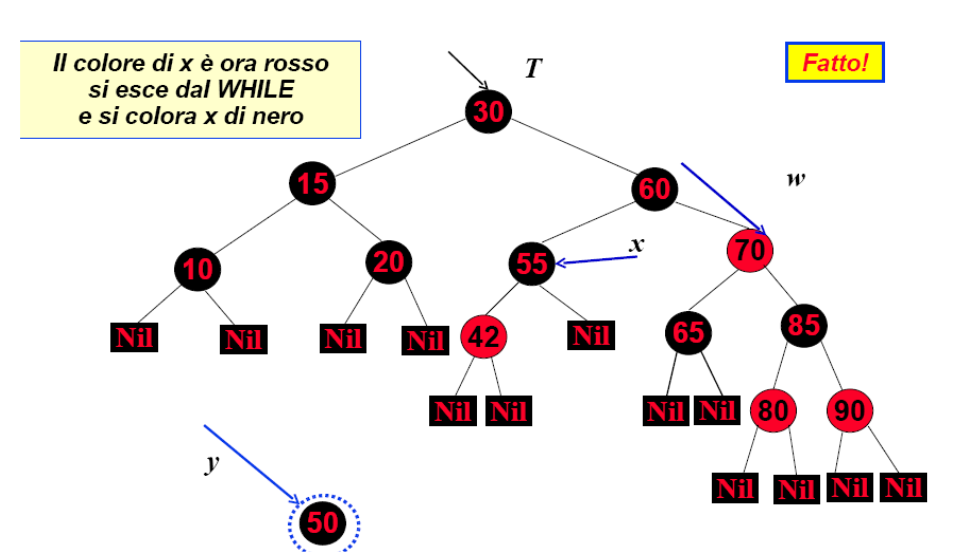 Il colore di x è ora rosso
si esce dal WHILE
e si colora x di nero
T
Fatto!
30
15
60
w
10
20
55
x
70
Nil
Nil
Nil
Nil
42
Nil
65
85
Nil
Nil
Nil
Nil
80
90
y
Nil
Nil
Nil
Nil
50